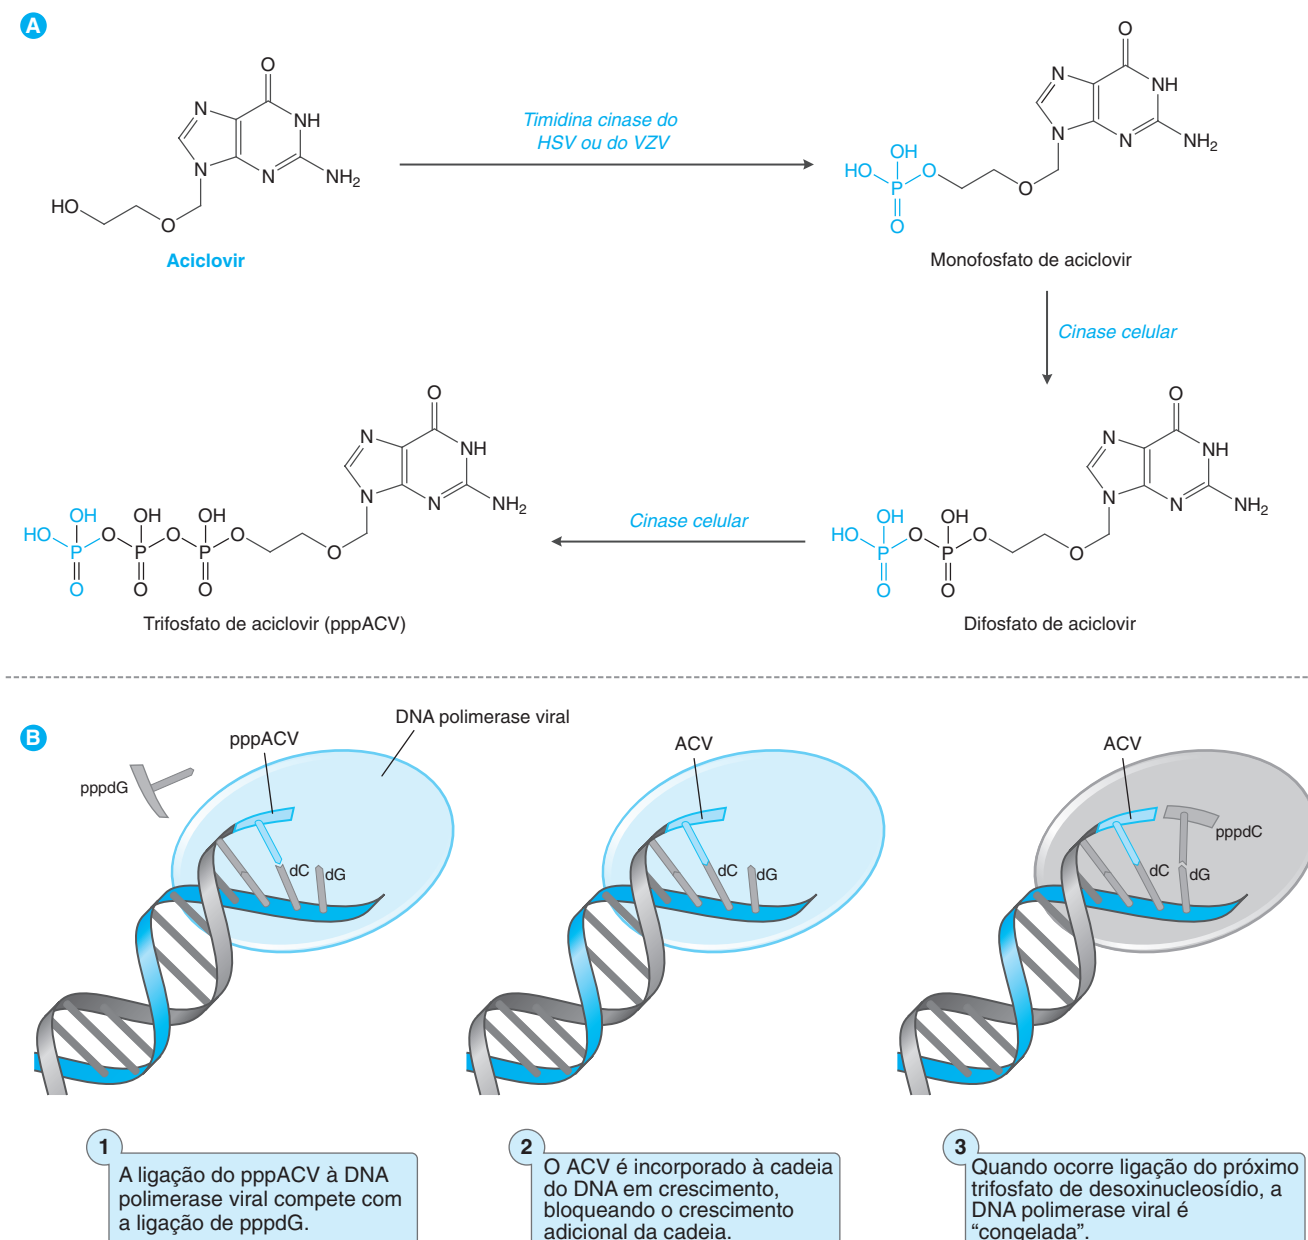 A
O
N
NH
N
N
NH2
HO
O
Aciclovir
Timidina cinase do
HSV ou do VZV
O
N
NH
N
N
NH2
OH
HO
P
O
O
O
Monofosfato de aciclovir
Cinase celular
O
N
NH
N
N
NH2
OH
OH
HO
P
O
P
O
O
O
O
Difosfato de aciclovir
Cinase celular
O
N
NH
N
N
NH2
OH
OH
OH
HO
P
O
P
O
P
O
O
O
O
O
Trifosfato de aciclovir (pppACV)
B
DNA polimerase viral
pppACV
pppdG
dC
dG
ACV
dC
dG
ACV
pppdC
dC
dG
1
A ligação do pppACV à DNA
polimerase viral compete com
a ligação de pppdG.
2
O ACV é incorporado à cadeia
do DNA em crescimento,
bloqueando o crescimento
adicional da cadeia.
3
Quando ocorre ligação do próximo
trifosfato de desoxinucleosídio, a
DNA polimerase viral é
“congelada”.